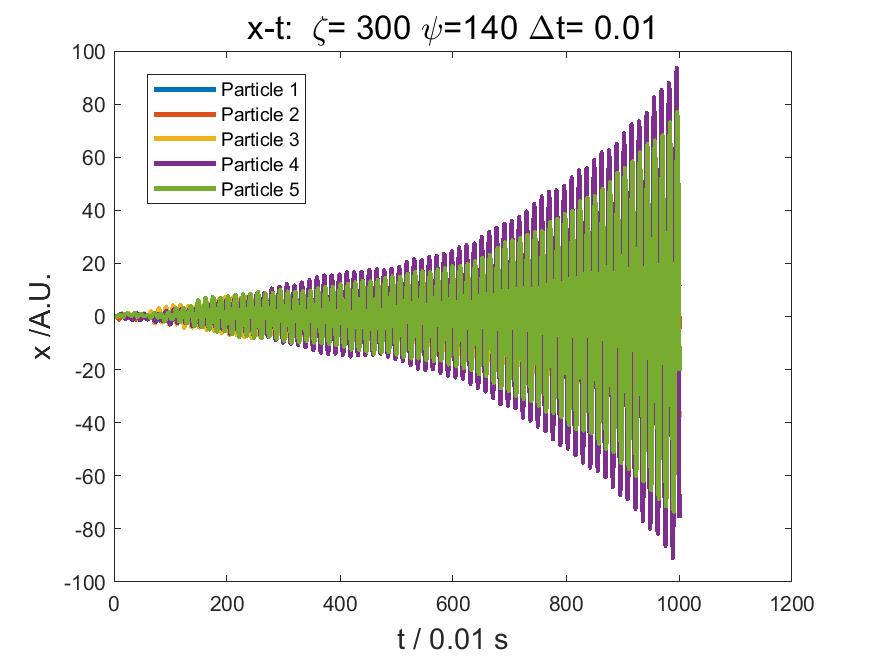 x-t: ζ= 300 ψ=140 Δt= 0.01
100
80
60
40
20
0
-20
-40
-60
-80
-100
x /A.U.
Particle 1
Particle 2
Particle 3
Particle 4
Particle 5
0 200 400 600 800 1000 1200
t / 0.01 s